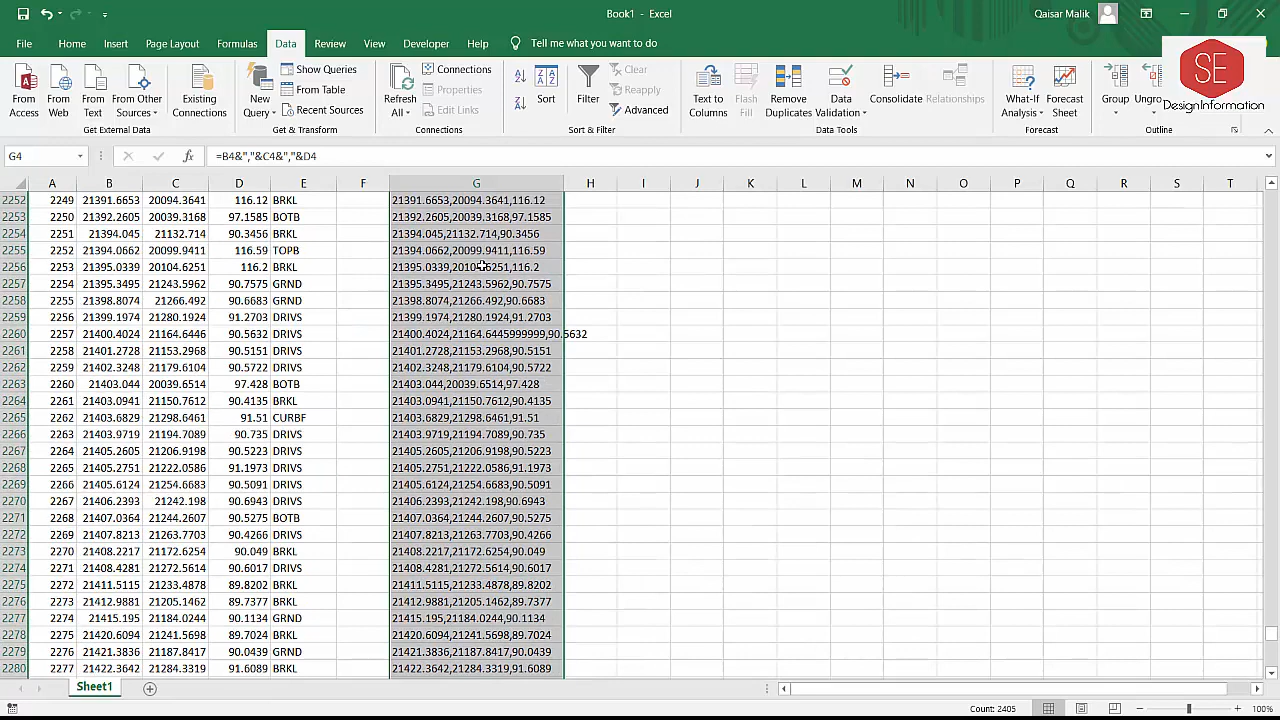 Book1 - Excel
Qaisar Malik
File Home Insert Page Layout Formulas Data Review View Developer Help Tell me what you want to do
SE
DesignInformation
From Access
From Web
From Text
From Other Sources
Existing Connections
Get External Data
New Query
Show Queries
From Table
Recent Sources
Get & Transform
Refresh All
Connections
Properties
Edit Links
Connections
Sort
Filter
Clear
Reapply
Advanced
Sort & Filter
Text to Columns
Flash Fill
Remove Duplicates
Data Validation
Consolidate
Relationships
Data Tools
What-If Analysis
Forecast Sheet
Forecast
Group
Ungro
Outline
G4 fx =B4&","&C4&","&D4
A B C D E F G H I J K L M N O P Q R S T
2252 2249 21391.6653 20094.3641 116.12 BRKL 21391.6653,20094.3641,116.12
2253 2250 21392.2605 20039.3168 97.1585 BOTB 21392.2605,20039.3168,97.1585
2254 2251 21394.045 21132.714 90.3456 BRKL 21394.045,21132.714,90.3456
2255 2252 21394.0662 20099.9411 116.59 TOPB 21394.0662,20099.9411,116.59
2256 2253 21395.0339 20104.6251 116.2 BRKL 21395.0339,20104.6251,116.2
2257 2254 21395.3495 21243.5962 90.7575 GRND 21395.3495,21243.5962,90.7575
2258 2255 21398.8074 21266.492 90.6683 GRND 21398.8074,21266.492,90.6683
2259 2256 21399.1974 21280.1924 91.2703 DRIVS 21399.1974,21280.1924,91.2703
2260 2257 21400.4024 21164.6446 90.5632 DRIVS 21400.4024,21164.6445999999,90.5632
2261 2258 21401.2728 21153.2968 90.5151 DRIVS 21401.2728,21153.2968,90.5151
2262 2259 21402.3248 21179.6104 90.5722 DRIVS 21402.3248,21179.6104,90.5722
2263 2260 21403.044 20039.6514 97.428 BOTB 21403.044,20039.6514,97.428
2264 2261 21403.0941 21150.7612 90.4135 BRKL 21403.0941,21150.7612,90.4135
2265 2262 21403.6829 21298.6461 91.51 CURBF 21403.6829,21298.6461,91.51
2266 2263 21403.9719 21194.7089 90.735 DRIVS 21403.9719,21194.7089,90.735
2267 2264 21405.2605 21206.9198 90.5223 DRIVS 21405.2605,21206.9198,90.5223
2268 2265 21405.2751 21222.0586 91.1973 DRIVS 21405.2751,21222.0586,91.1973
2269 2266 21405.6124 21254.6683 90.5091 DRIVS 21405.6124,21254.6683,90.5091
2270 2267 21406.2393 21242.198 90.6943 DRIVS 21406.2393,21242.198,90.6943
2271 2268 21407.0364 21244.2607 90.5275 BOTB 21407.0364,21244.2607,90.5275
2272 2269 21407.8213 21263.7703 90.4266 DRIVS 21407.8213,21263.7703,90.4266
2273 2270 21408.2217 21172.6254 90.049 BRKL 21408.2217,21172.6254,90.049
2274 2271 21408.4281 21272.5614 90.6017 DRIVS 21408.4281,21272.5614,90.6017
2275 2272 21411.5115 21233.4878 89.8202 BRKL 21411.5115,21233.4878,89.8202
2276 2273 21412.9881 21205.1462 89.7377 BRKL 21412.9881,21205.1462,89.7377
2277 2274 21415.195 21184.0244 90.1134 GRND 21415.195,21184.0244,90.1134
2278 2275 21420.6094 21241.5698 89.7024 BRKL 21420.6094,21241.5698,89.7024
2279 2276 21421.3836 21187.8417 90.0439 GRND 21421.3836,21187.8417,90.0439
2280 2277 21422.3642 21284.3319 91.6089 BRKL 21422.3642,21284.3319,91.6089
Sheet1
Count: 2405
100%